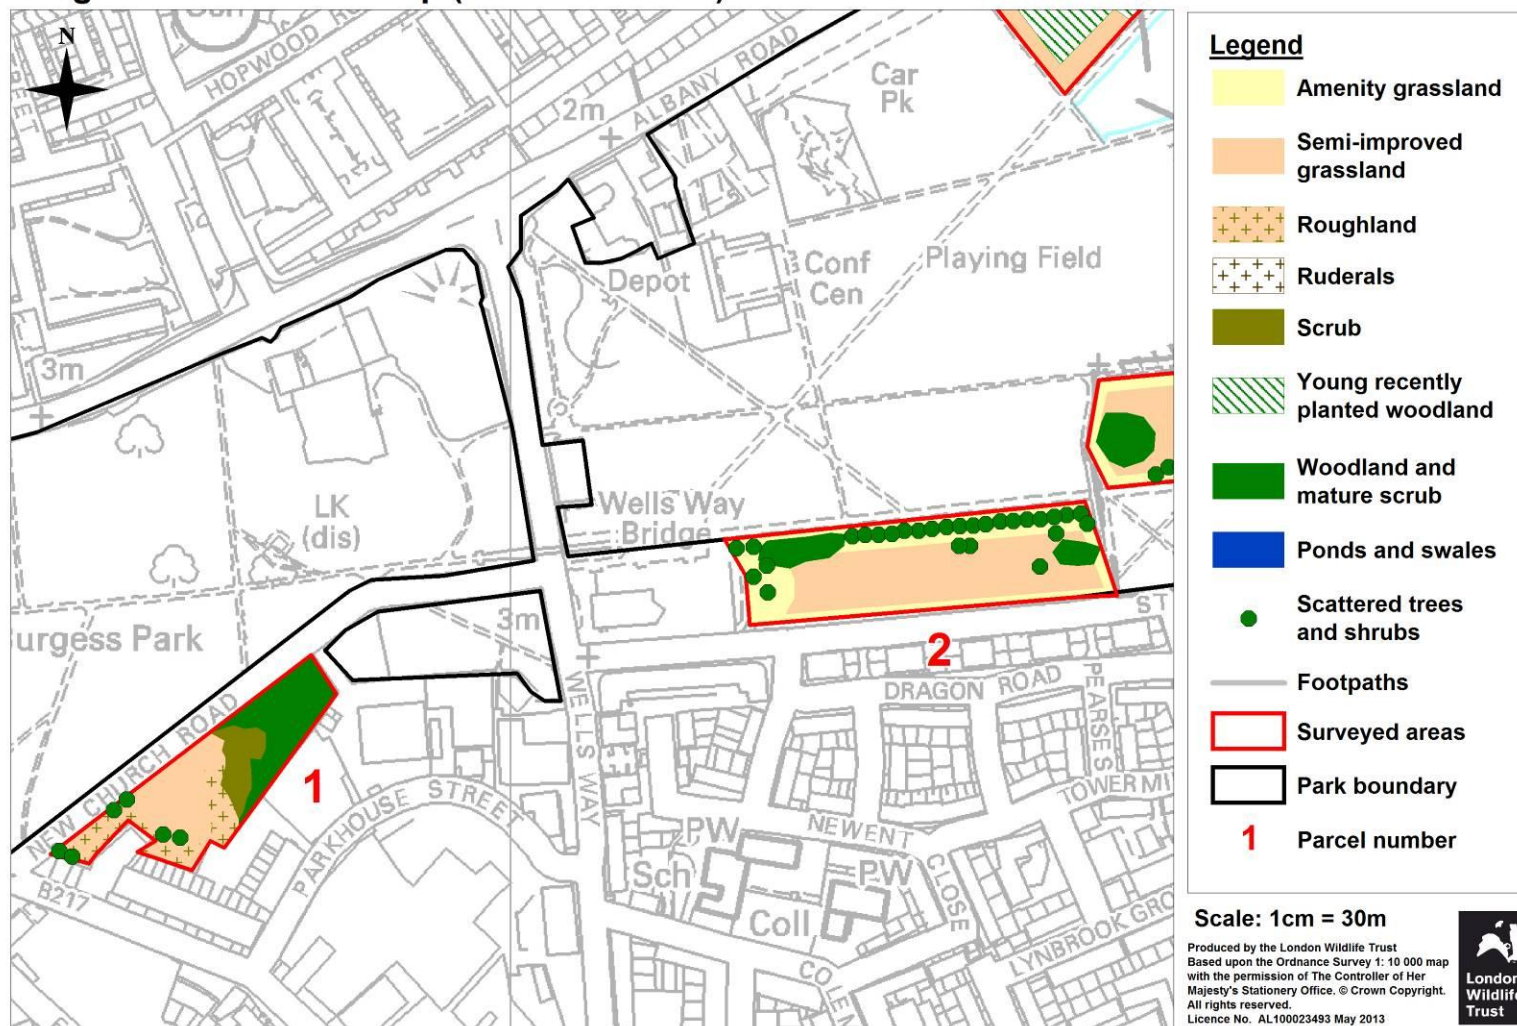 N
HOPWOOD
ALBANY ROAD
2m
Car
Pk
Depot
Conf
Cen
Playing Field
3m
LK
(dis)
Wells Way
Bridge
urgess Park
3m
ST
2
DRAGON ROAD
PEARSE S
NEW CHURCH ROAD
1
WELLS WAY
PARKHOUSE STREET
TOWER MI
NEWENT
CLOSE
PW
Sch
PW
Coll
B217
LYNBROOK GRO
Legend
Amenity grassland
Semi-improved
grassland
Roughland
Ruderals
Scrub
Young recently
planted woodland
Woodland and
mature scrub
Ponds and swales
Scattered trees
and shrubs
Footpaths
Surveyed areas
Park boundary
1 Parcel number
Scale: 1cm = 30m
Produced by the London Wildlife Trust
Based upon the Ordnance Survey 1: 10 000 map
with the permission of The Controller of Her
Majesty's Stationery Office. © Crown Copyright.
All rights reserved.
Licence No. AL100023493 May 2013
London
Wildlife
Trust